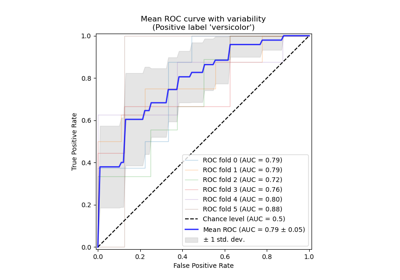 Mean ROC curve with variability
(Positive label 'versicolor')
1.0
0.8
0.6
0.4
0.2
0.0
True Positive Rate
ROC fold 0 (AUC = 0.79)
ROC fold 1 (AUC = 0.79)
ROC fold 2 (AUC = 0.72)
ROC fold 3 (AUC = 0.76)
ROC fold 4 (AUC = 0.80)
ROC fold 5 (AUC = 0.88)
Chance level (AUC = 0.5)
Mean ROC (AUC = 0.79 ± 0.05)
± 1 std. dev.
0.0 0.2 0.4 0.6 0.8 1.0
False Positive Rate